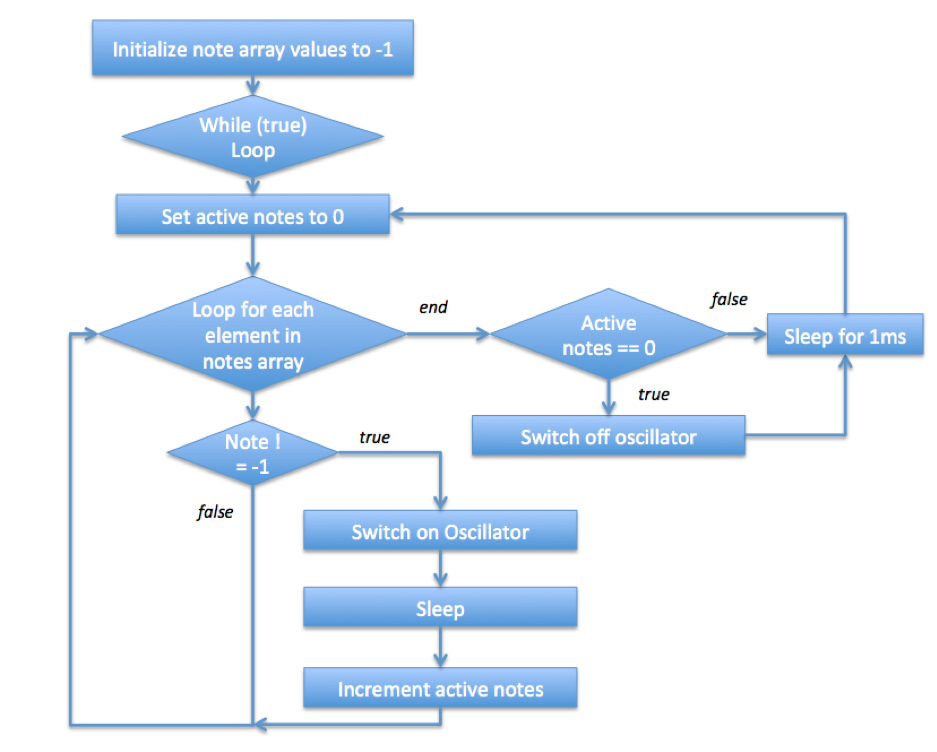 Initialize note array values to -1
While (true)
Loop
Set active notes to 0
Loop for each
element in
notes array
end
Active
notes == 0
false
Sleep for 1ms
true
Switch off oscillator
Note !
= -1
true
false
Switch on Oscillator
Sleep
Increment active notes